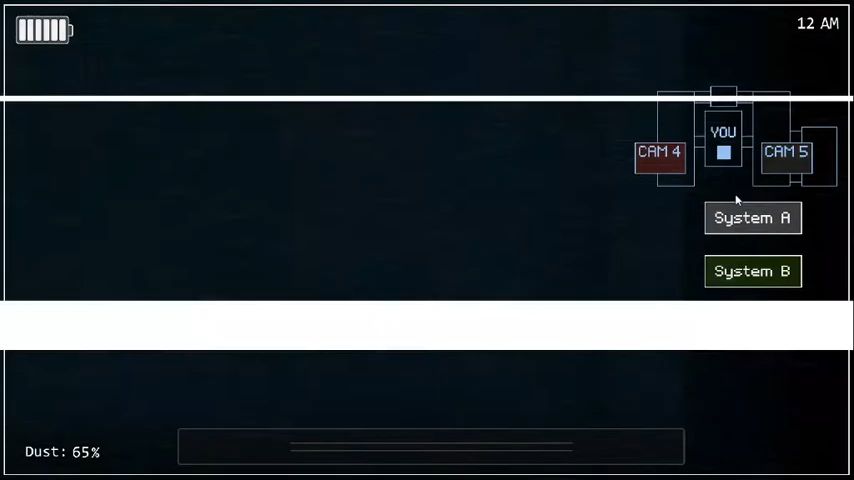 12 AM
YOU
CAM 4
CAM 5
System A
System B
Dust: 65%